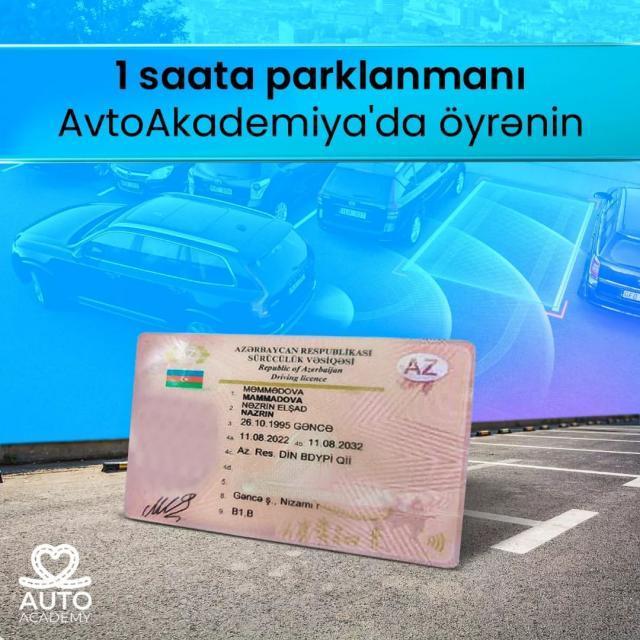 1 saata parklanmanı
AvtoAkademiya'da öyrənin
AZƏRBAYCAN RESPUBLİKASI
SÜRÜCÜLÜK VƏSİQƏSİ
Republic of Azerbaijan
Driving licence
AZ
1. MƏMMƏDOVA
MAMMADOVA
2. NƏZRİN ELŞAD
NAZRIN
3. 26.10.1995 GƏNCƏ
4a. 11.08.2022 4b. 11.08.2032
4c. Az. Res. DİN BDYPİ Qİİ
4d.
5.
8. Gəncə ş., Nizami r
9. B1,B
AUTO
ACADEMY